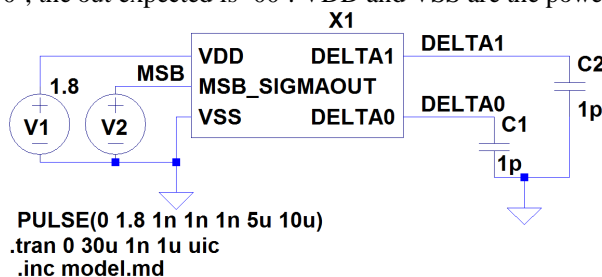 0 , the out expected is 00 . VDD and VSS are the powe
X1
VDD DELTA1 DELTA1
MSB MSB_SIGMAOUT C2
1.8 VSS DELTA0 DELTA0 1p
V1 V2 C1
1p
PULSE(0 1.8 1n 1n 1n 5u 10u)
.tran 0 30u 1n 1u uic
.inc model.md